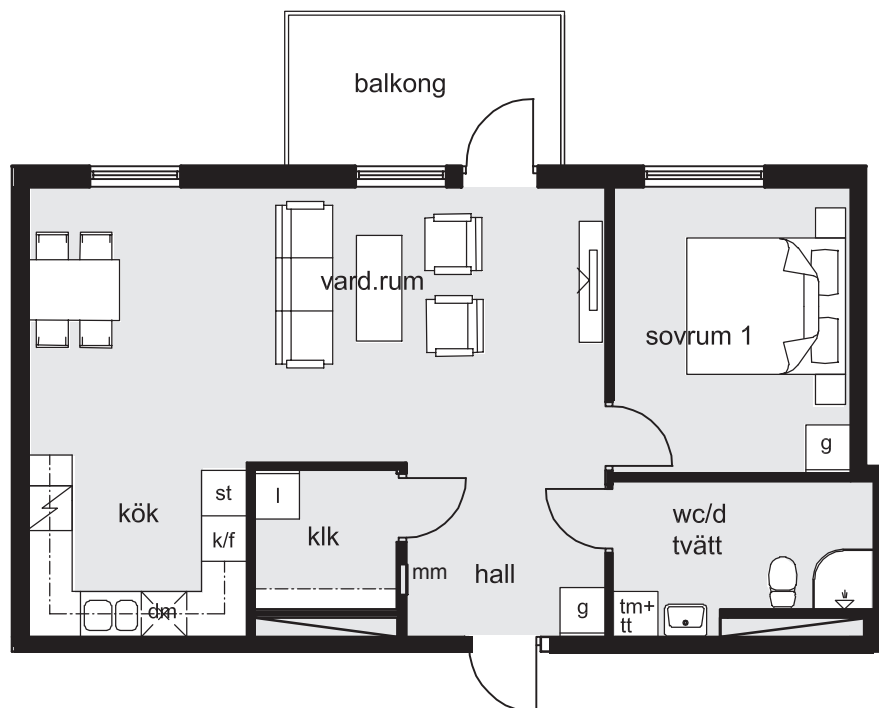 balkong
vard.rum
sovrum 1
g
st
l
kök
k/f
klk
wc/d
tvätt
mm
hall
dm
g
tm+
tt